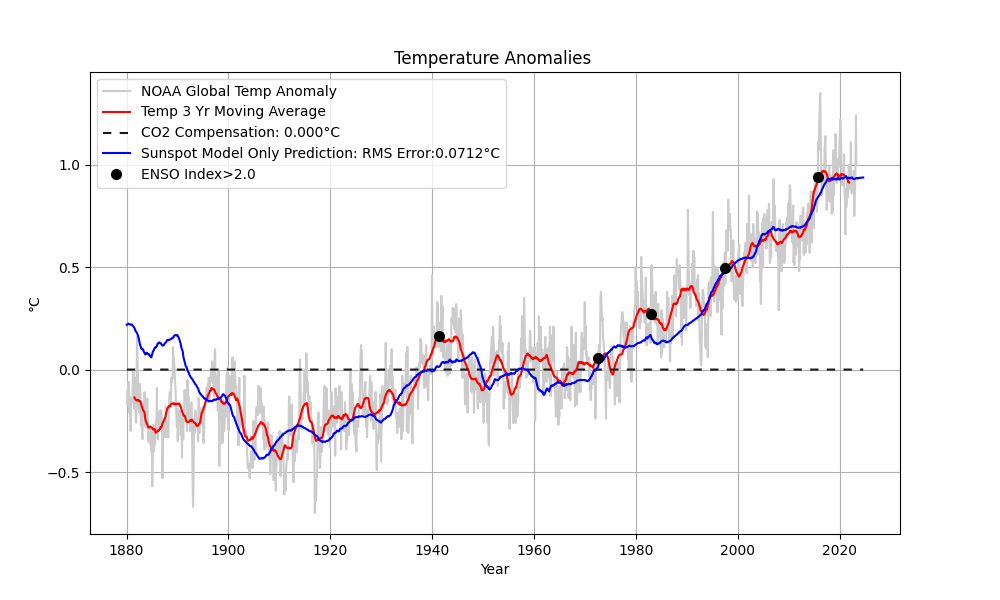 Temperature Anomalies
NOAA Global Temp Anomaly
Temp 3 Yr Moving Average
CO2 Compensation: 0.000°C
Sunspot Model Only Prediction: RMS Error:0.0712°C
ENSO Index>2.0
1.0
0.5
°C
0.0
−0.5
1880 1900 1920 1940 1960 1980 2000 2020
Year